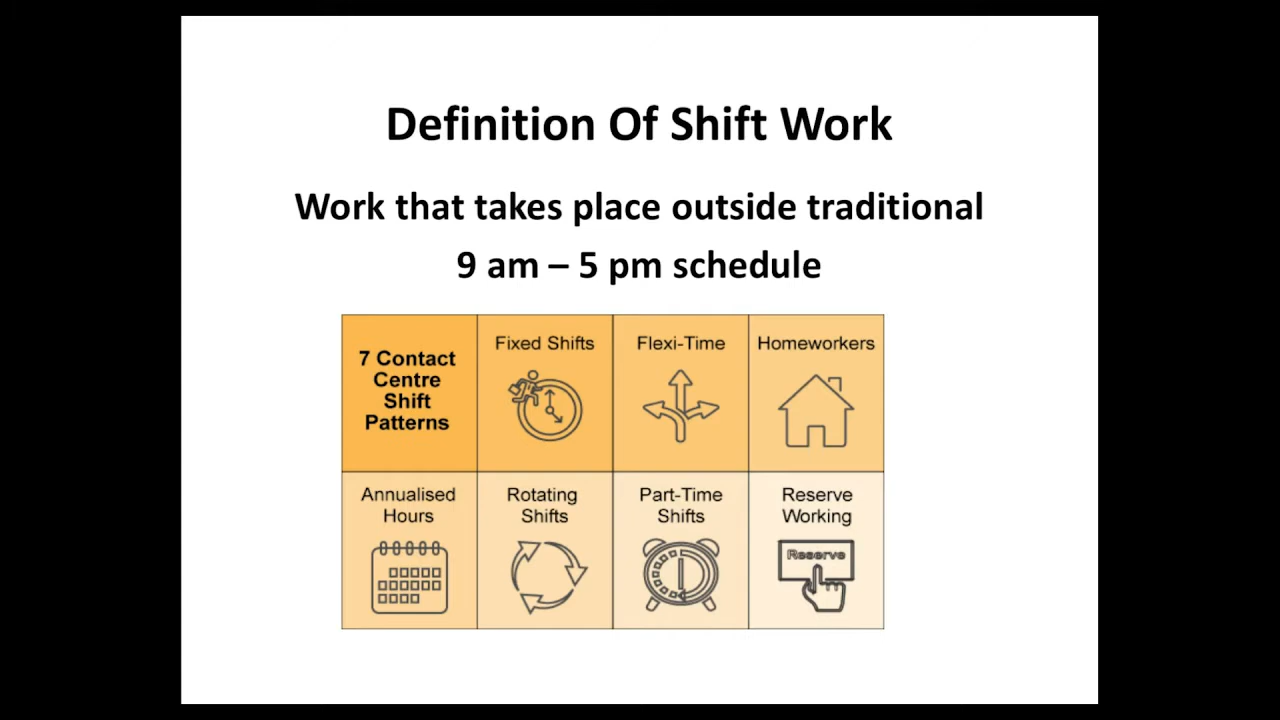 Definition Of Shift Work
Work that takes place outside traditional
9 am – 5 pm schedule
7 Contact
Centre
Shift
Patterns
Fixed Shifts
Flexi-Time
Homeworkers
Annualised
Hours
Rotating
Shifts
Part-Time
Shifts
Reserve
Working
Reserve